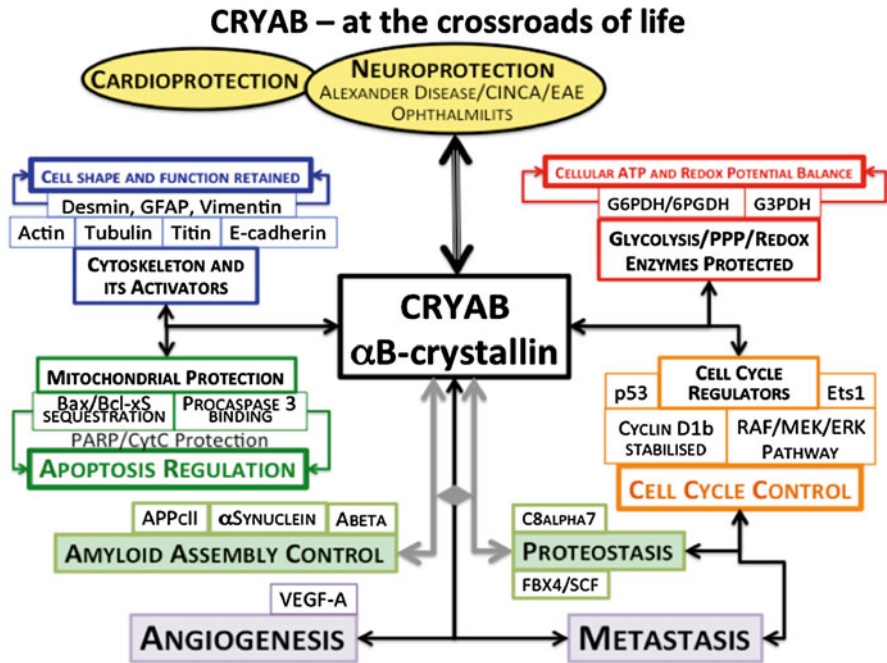 CRYAB – at the crossroads of life
CARDIOPROTECTION
NEUROPROTECTION
ALEXANDER DISEASE/CINCA/EAE
OPHTHALMILITS
CELL SHAPE AND FUNCTION RETAINED
Desmin, GFAP, Vimentin
Actin
Tubulin
Titin
E-cadherin
CYTOSKELETON AND
ITS ACTIVATORS
CELLULAR ATP AND REDOX POTENTIAL BALANCE
G6PDH/6PGDH
G3PDH
GLYCOLYSIS/PPP/REDOX
ENZYMES PROTECTED
CRYAB
αB-crystallin
MITOCHONDRIAL PROTECTION
Bax/Bcl-xS
SEQUESTRATION
PROCASPASE 3
BINDING
PARP/CytC Protection
APOPTOSIS REGULATION
p53
CELL CYCLE
REGULATORS
Ets1
CYCLIN D1b
STABILISED
RAF/MEK/ERK
PATHWAY
CELL CYCLE CONTROL
APPcII
αSYNUCLEIN
ABETA
AMYLOID ASSEMBLY CONTROL
C8ALPHA7
PROTEOSTASIS
FBX4/SCF
VEGF-A
ANGIOGENESIS
METASTASIS